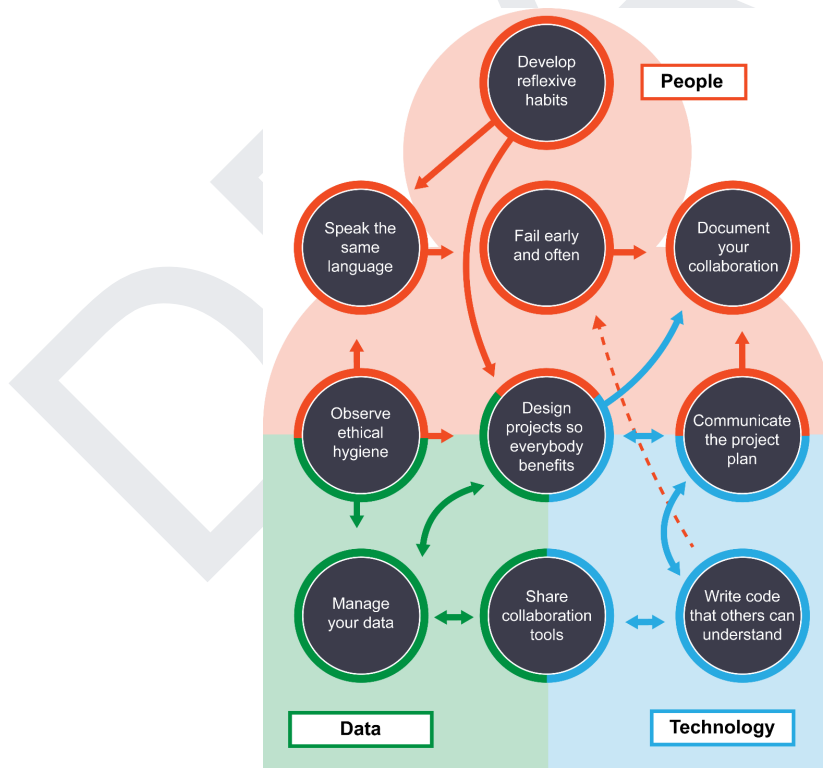 Develop
reflexive
habits
People
Speak the
same
language
Fail early
and often
Document
your
collaboration
Observe
ethical
hygiene
Design
projects so
everybody
benefits
Communicate
the project
plan
Manage
your data
Share
collaboration
tools
Write code
that others can
understand
Data
Technology